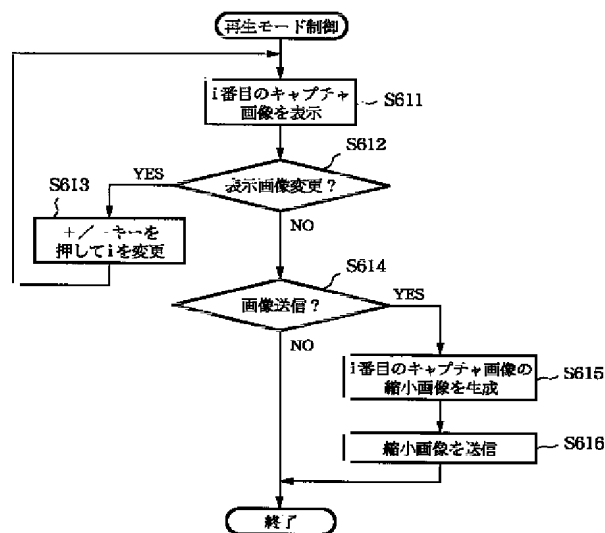 再生モード制御
i番目のキャプチャ
画像を表示
S611
S612
表示画像変更?
YES
S613
+/-キーを
押してiを変更
NO
S614
画像送信?
YES
NO
i番目のキャプチャ画像の
縮小画像を生成
S615
縮小画像を送信
S616
終了